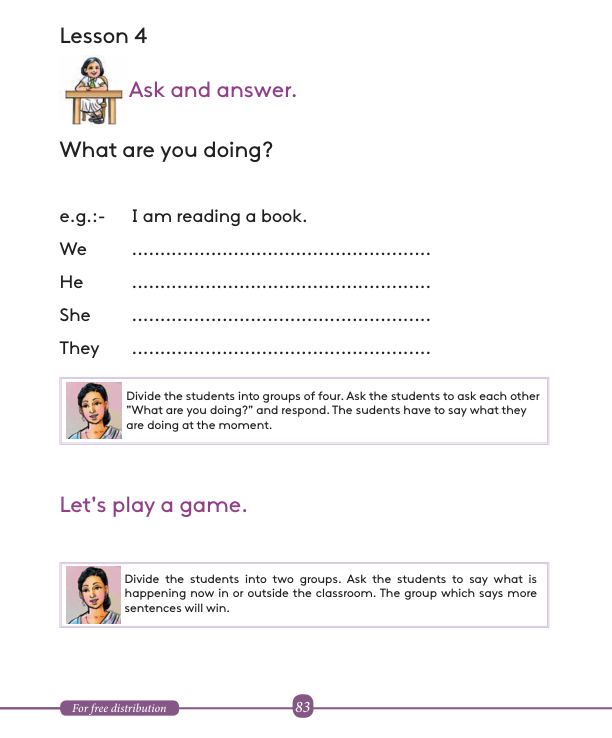 Lesson 4
Ask and answer.
What are you doing?
e.g.:- I am reading a book.
We ......................................................
He ......................................................
She ......................................................
They ......................................................
Divide the students into groups of four. Ask the students to ask each other
"What are you doing?" and respond. The sudents have to say what they
are doing at the moment.
Let's play a game.
Divide the students into two groups. Ask the students to say what is
happening now in or outside the classroom. The group which says more
sentences will win.
For free distribution
83